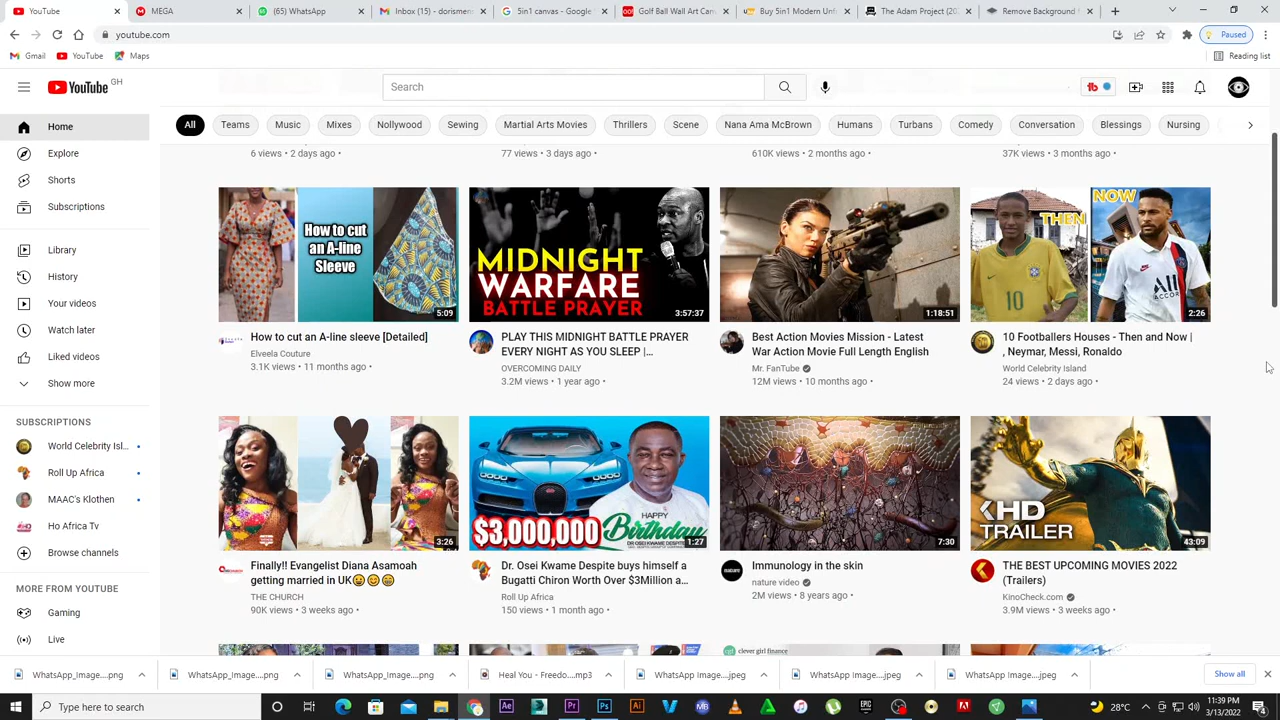 YouTube
MEGA
(65) WhatsApp
Inbox (15) - dorismen
5in1 canvas - Google
Golf Ball Wall Art Can
Buy 5in1 Modern Unf
The Adam Project (202
Remove Background
youtube.com
Paused
Gmail
YouTube
Maps
Reading list
YouTube GH
Search
Home
Explore
Shorts
Subscriptions
Library
History
Your videos
Watch later
Liked videos
Show more
SUBSCRIPTIONS
World Celebrity Isl...
Roll Up Africa
MAAC's Klothen
Ho Africa Tv
Browse channels
MORE FROM YOUTUBE
Gaming
Live
All
Teams
Music
Mixes
Nollywood
Sewing
Martial Arts Movies
Thrillers
Scene
Nana Ama McBrown
Humans
Turbans
Comedy
Conversation
Blessings
Nursing
6 views • 2 days ago •
77 views • 3 days ago •
610K views • 2 months ago •
37K views • 3 months ago •
How to cut
an A-line
Sleeve
5:09
How to cut an A-line sleeve [Detailed]
Elveela Couture
3.1K views • 11 months ago •
MIDNIGHT
WARFARE
BATTLE PRAYER
3:57:37
PLAY THIS MIDNIGHT BATTLE PRAYER
EVERY NIGHT AS YOU SLEEP |...
OVERCOMING DAILY
3.2M views • 1 year ago •
1:18:51
Best Action Movies Mission - Latest
War Action Movie Full Length English
Mr. FanTube
12M views • 10 months ago •
THEN
NOW
10
ALL
ACCOR
2:26
10 Footballers Houses - Then and Now |
, Neymar, Messi, Ronaldo
World Celebrity Island
24 views • 2 days ago •
3:26
Finally!! Evangelist Diana Asamoah
getting married in UK😀😊😁
THE CHURCH
90K views • 3 weeks ago •
$3,000,000
HAPPY
Birthday
DR OSEI KWAME DESPITE
1:27
Dr. Osei Kwame Despite buys himself a
Bugatti Chiron Worth Over $3Million a...
Roll Up Africa
150 views • 1 month ago •
7:30
nature
Immunology in the skin
nature video
2M views • 8 years ago •
HD
TRAILER
43:09
THE BEST UPCOMING MOVIES 2022
(Trailers)
KinoCheck.com
3.9M views • 3 weeks ago •
clever girl finance
WhatsApp_Image....png
WhatsApp_Image....png
WhatsApp_Image....png
Heal You - Freedo....mp3
WhatsApp Image....jpeg
WhatsApp Image....jpeg
WhatsApp Image....jpeg
Show all
Type here to search
28°C
11:39 PM
3/13/2022